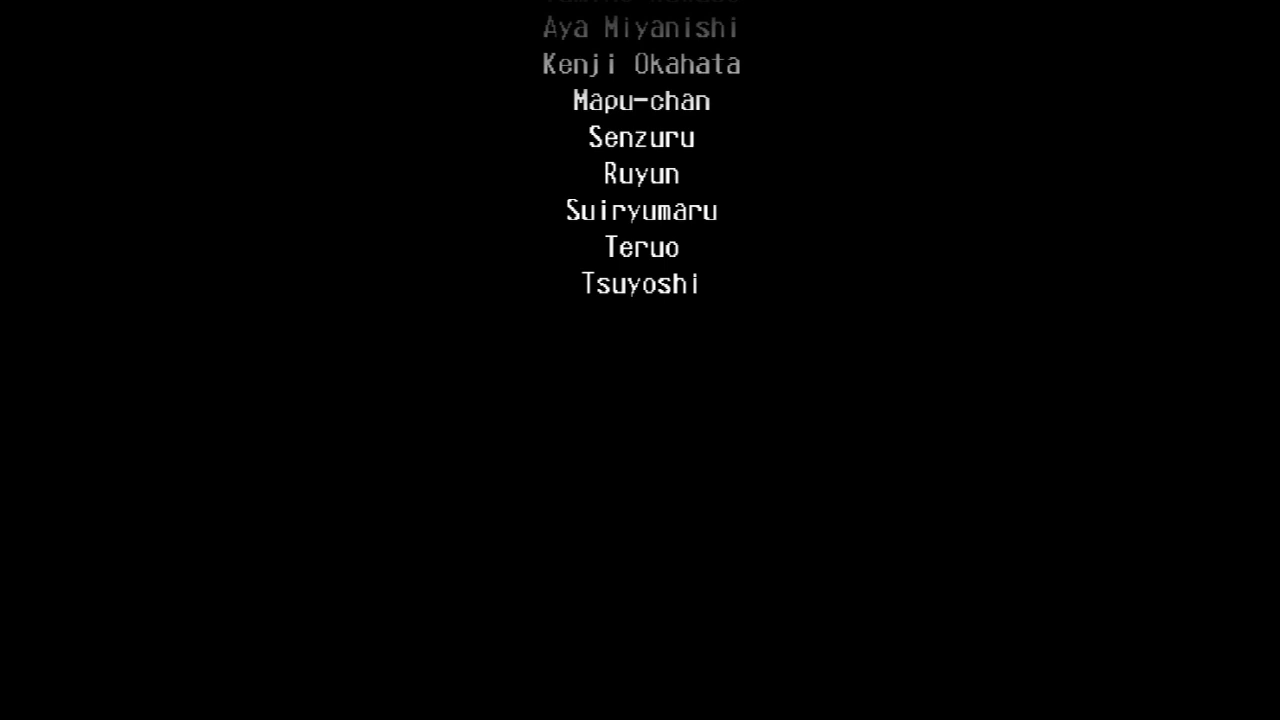 Aya Miyanishi
Kenji Okahata
Mapu-chan
Senzuru
Ruyun
Suiryumaru
Teruo
Tsuyoshi